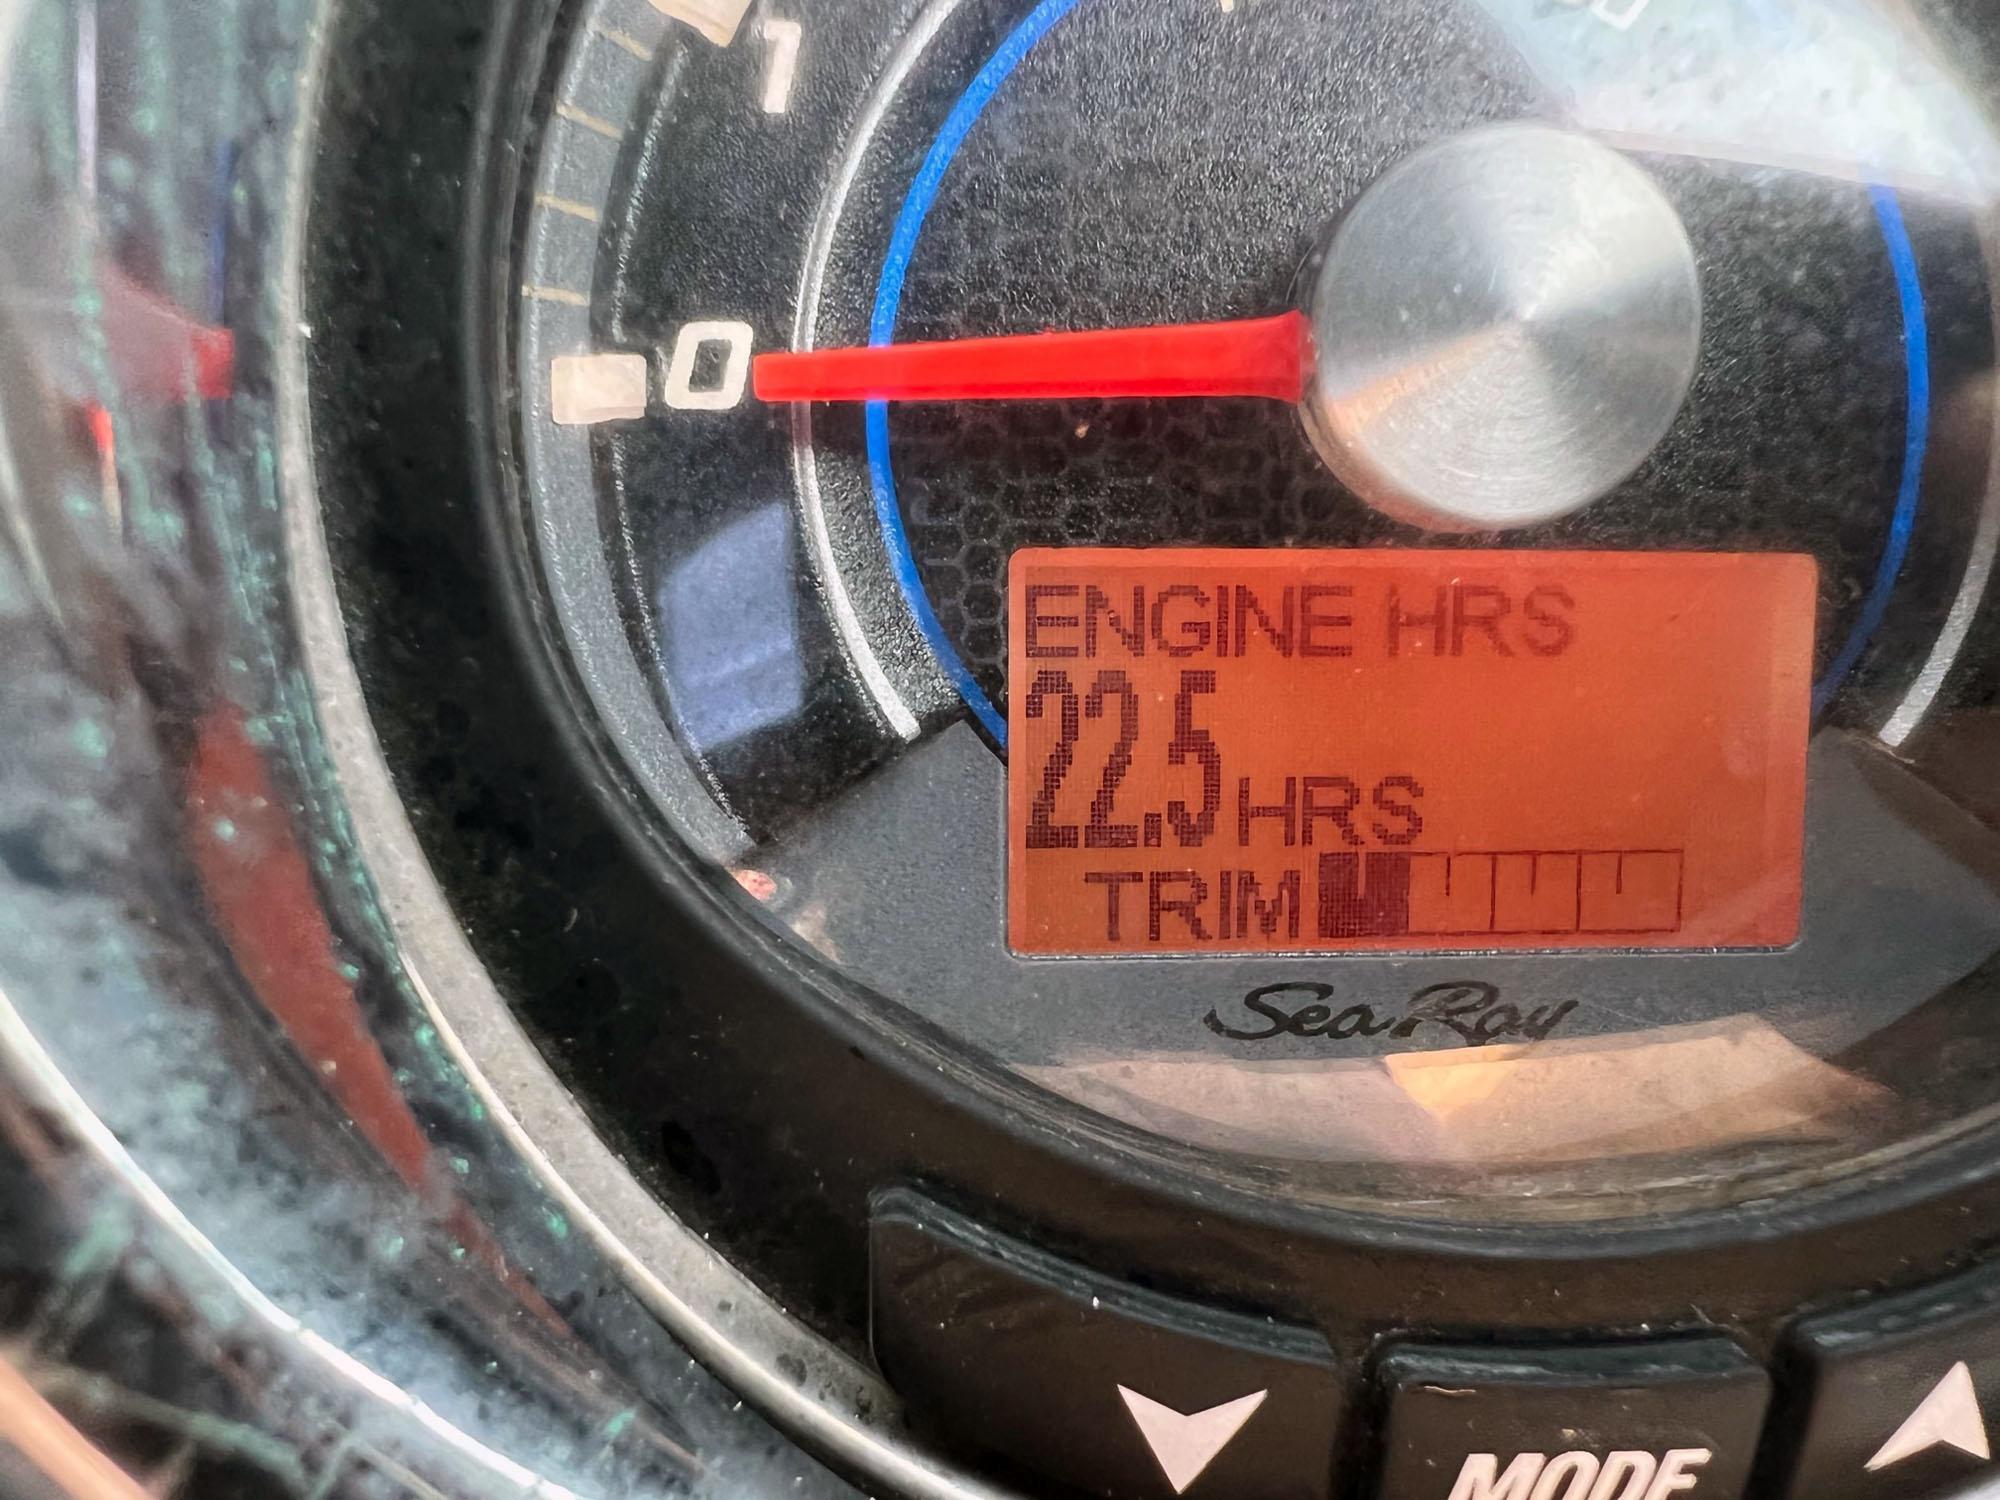 1
0
ENGINE HRS
22.5 HRS
TRIM
Sea Ray
MODE